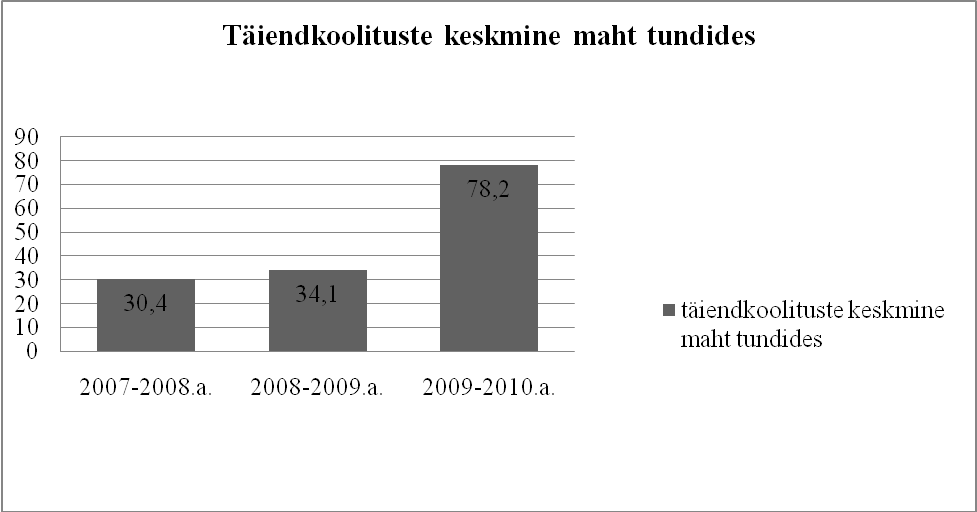 Täiendkoolituste keskmine maht tundides
90
80
70
60
50
40
30
20
10
0
78,2
30,4
34,1
2007-2008.a.
2008-2009.a.
2009-2010.a.
täiendkoolituste keskmine
maht tundides